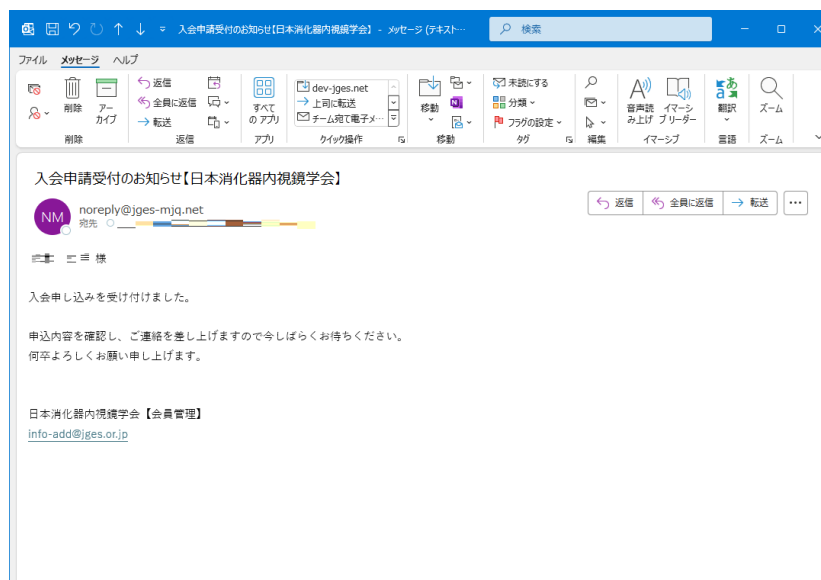 入会申請受付のお知らせ【日本消化器内視鏡学会】 - メッセージ (テキスト…
検索
ファイル メッセージ ヘルプ
削除
アーカイブ
削除
返信
全員に返信
転送
返信
すべての アプリ
アプリ
dev-jges.net
上司に転送
チーム宛て電子メ…
クイック操作
移動
移動
未読にする
分類
フラグの設定
タグ
編集
音声読み上げ
イマーシブ リーダー
イマーシブ
翻訳
言語
ズーム
ズーム
入会申請受付のお知らせ【日本消化器内視鏡学会】
NM
noreply@jges-mjq.net
宛先
返信 全員に返信 転送
様
入会申し込みを受け付けました。
申込内容を確認し、ご連絡を差し上げますので今しばらくお待ちください。
何卒よろしくお願い申し上げます。
日本消化器内視鏡学会【会員管理】
info-add@jges.or.jp